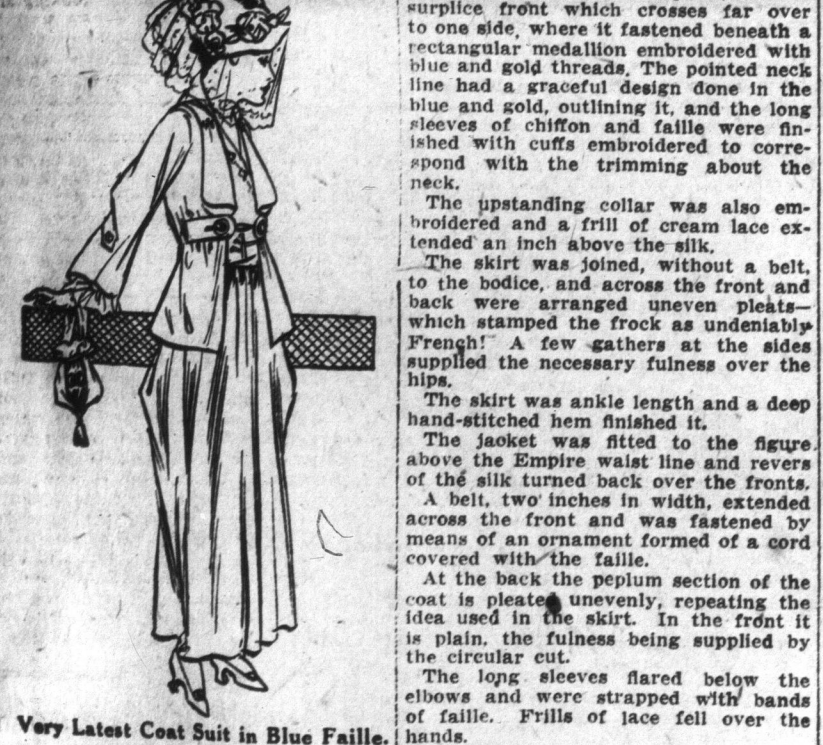 surplice front which crosses far over
to one side, where it fastened beneath a
rectangular medallion embroidered with
blue and gold threads. The pointed neck
line had a graceful design done in the
blue and gold, outlining it, and the long
sleeves of chiffon and faille were fin-
ished with cuffs embroidered to corre-
spond with the trimming about the
neck.
The upstanding collar was also em-
broidered and a frill of cream lace ex-
tended an inch above the silk.
The skirt was joined, without a belt,
to the bodice, and across the front and
back were arranged uneven pleats—
which stamped the frock as undeniably
French! A few gathers at the sides
supplied the necessary fulness over the
hips.
The skirt was ankle length and a deep
hand-stitched hem finished it.
The jacket was fitted to the figure
above the Empire waist line and revers
of the silk turned back over the fronts.
A belt, two inches in width, extended
across the front and was fastened by
means of an ornament formed of a cord
covered with the faille.
At the back the peplum section of the
coat is pleated unevenly, repeating the
idea used in the skirt. In the front it
is plain, the fulness being supplied by
the circular cut.
The long sleeves flared below the
elbows and were strapped with bands
of faille. Frills of lace fell over the
hands.
Very Latest Coat Suit in Blue Faille.